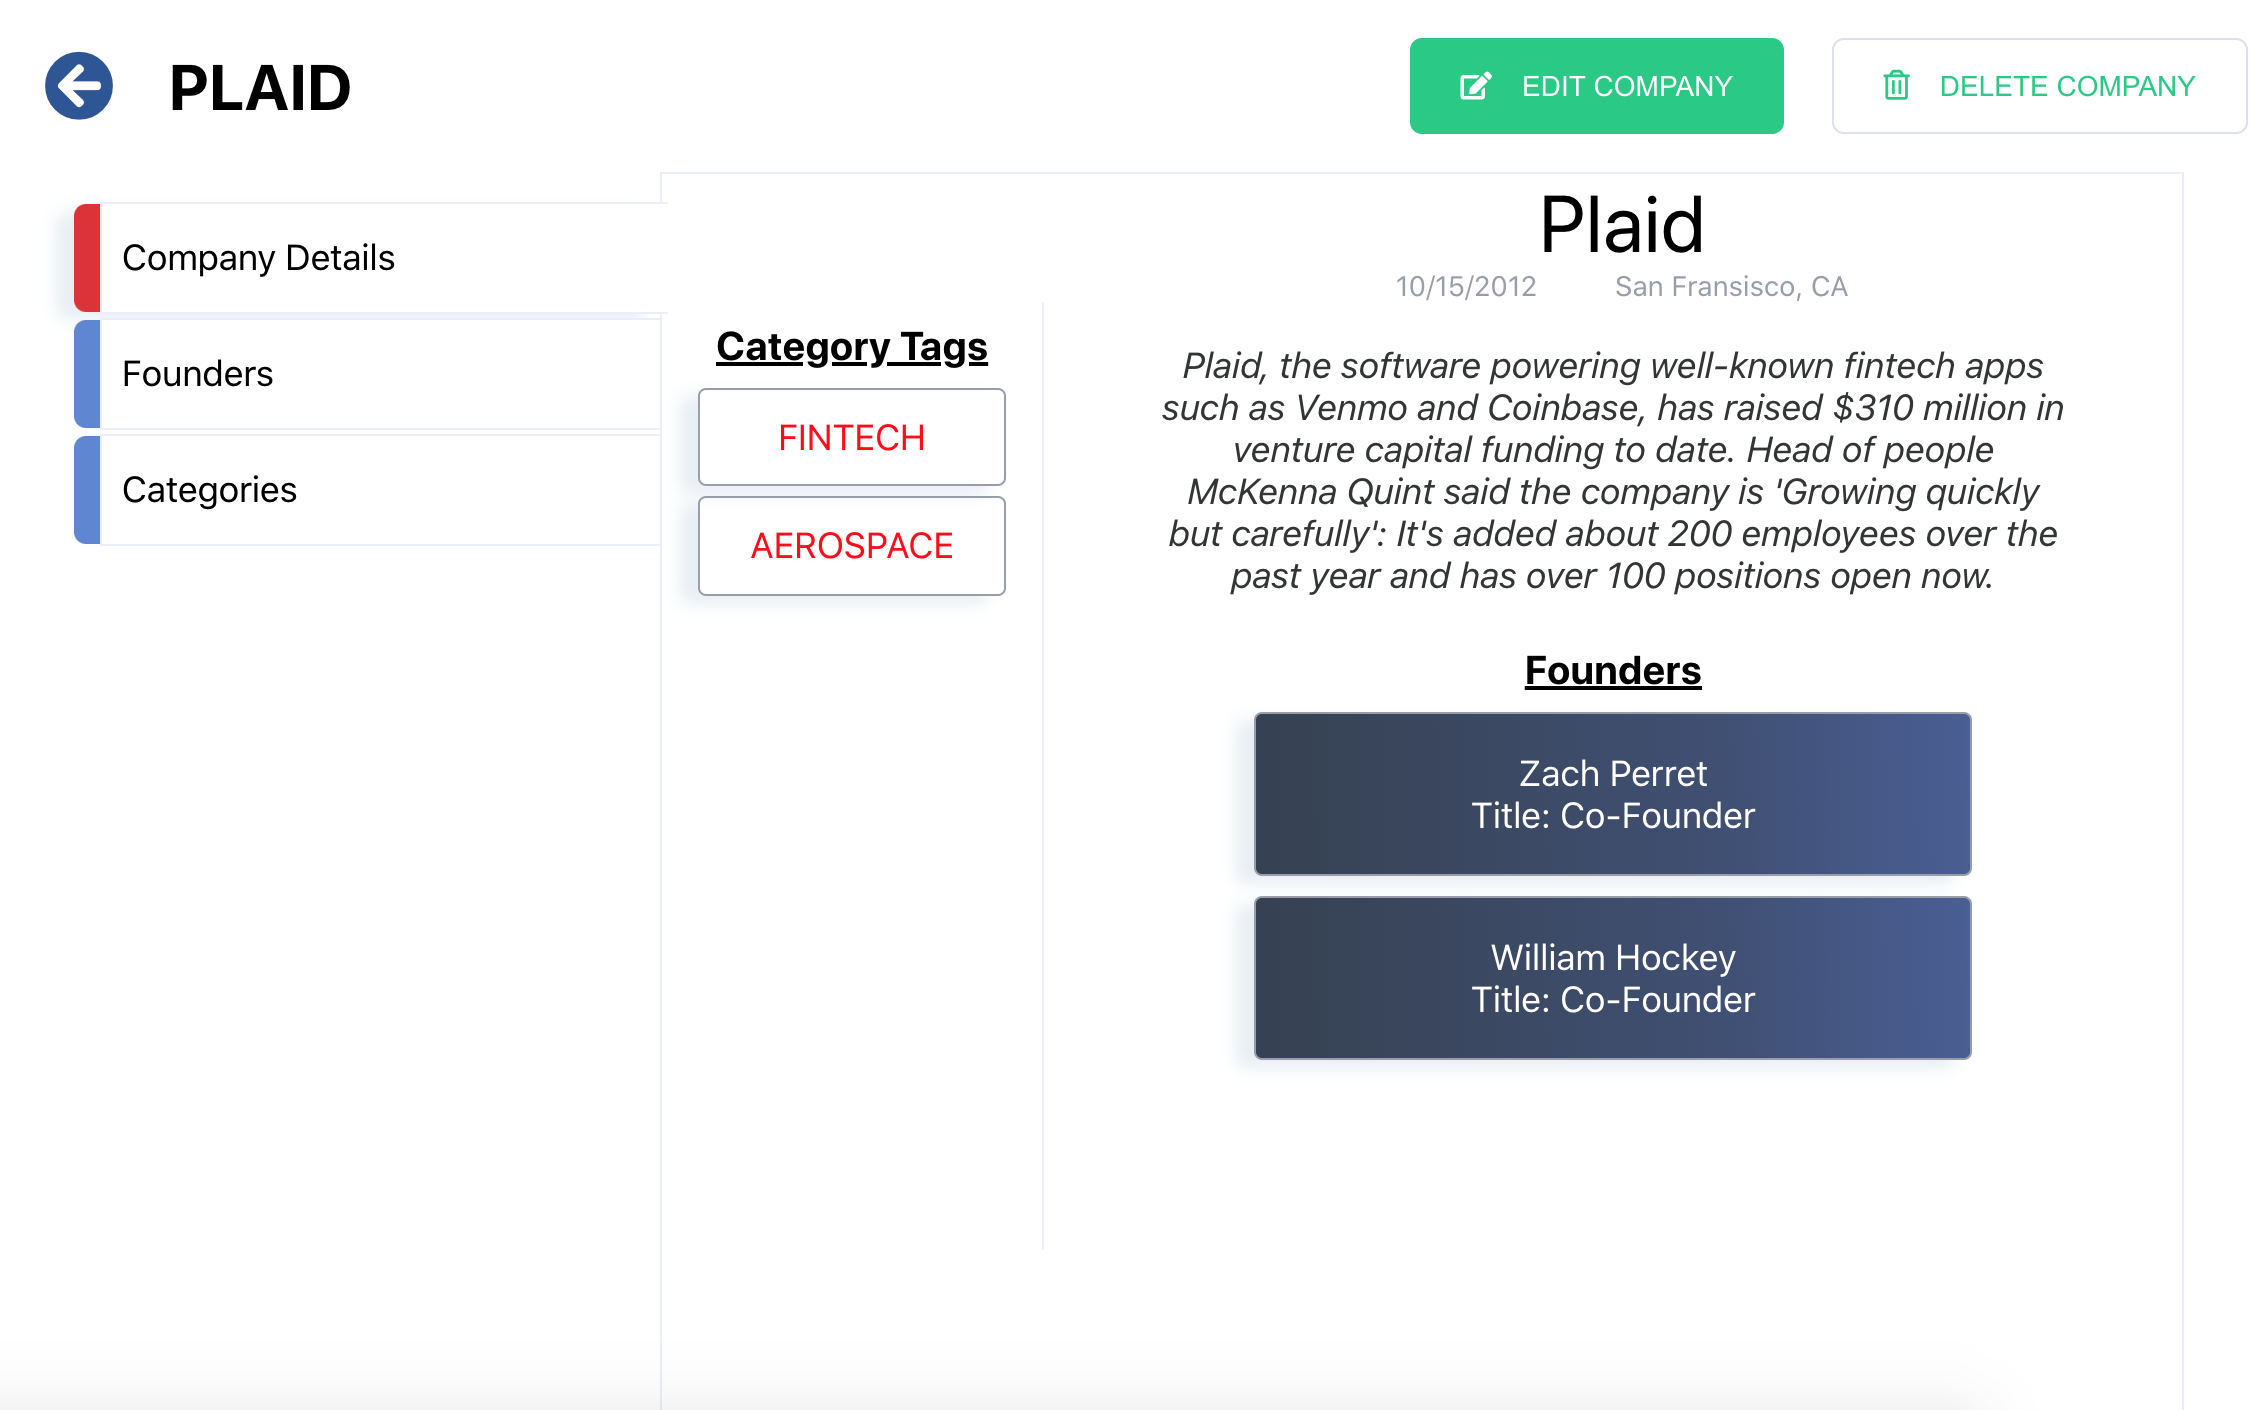 PLAID
EDIT COMPANY
DELETE COMPANY
Company Details
Founders
Categories
Category Tags
FINTECH
AEROSPACE
Plaid
10/15/2012 San Fransisco, CA
Plaid, the software powering well-known fintech apps
such as Venmo and Coinbase, has raised $310 million in
venture capital funding to date. Head of people
McKenna Quint said the company is 'Growing quickly
but carefully': It's added about 200 employees over the
past year and has over 100 positions open now.
Founders
Zach Perret
Title: Co-Founder
William Hockey
Title: Co-Founder